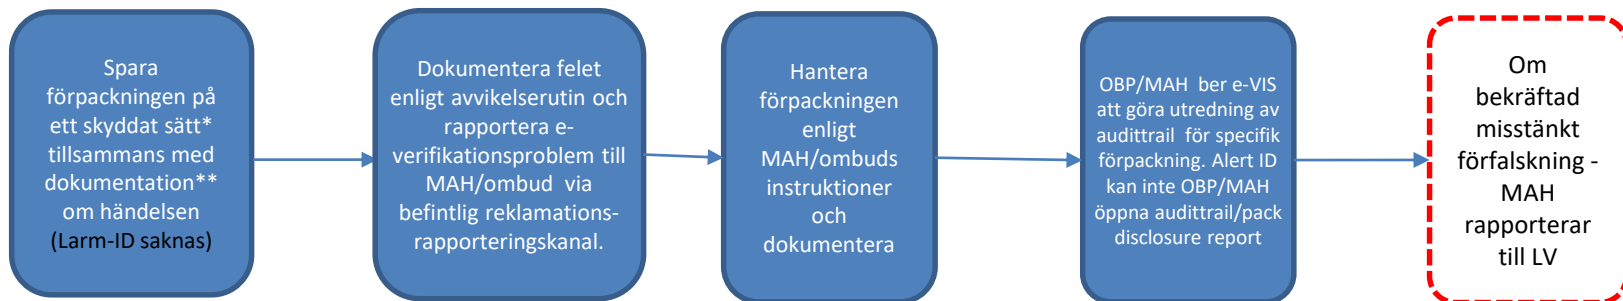 Spara
förpackningen på
ett skyddat sätt*
tillsammans med
dokumentation**
om händelsen
(Larm-ID saknas)
Dokumentera felet
enligt avvikelserutin och
rapportera e-
verifikationsproblem till
MAH/ombud via
befintlig reklamations-
rapporteringskanal.
Hantera
förpackningen
enligt
MAH/ombuds
instruktioner
och
dokumentera
OBP/MAH ber e-VIS
att göra utredning av
audittrail för specifik
förpackning. Alert ID
kan inte OBP/MAH
öppna audittrail/pack
disclosure report
Om
bekräftad
misstänkt
förfalskning -
MAH
rapporterar
till LV